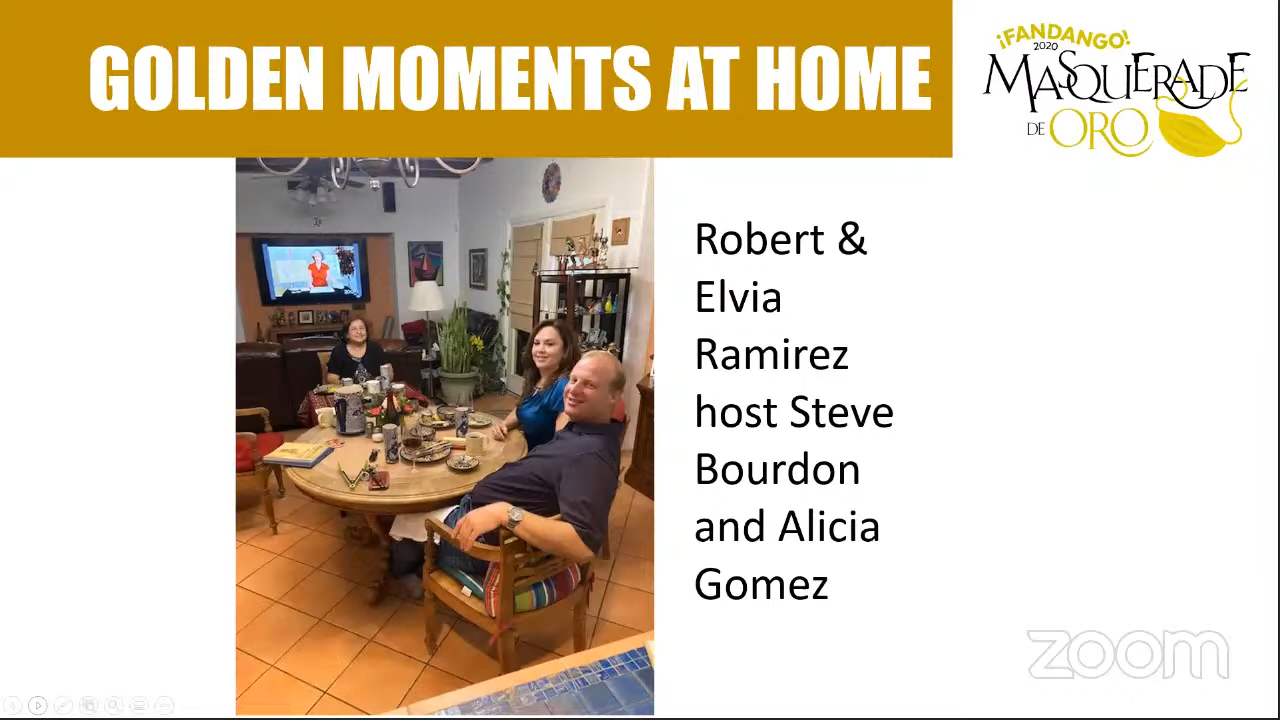 GOLDEN MOMENTS AT HOME
¡FANDANGO!
2020
MASQUERADE
DE ORO
Robert &
Elvia
Ramirez
host Steve
Bourdon
and Alicia
Gomez
zoom
zoom